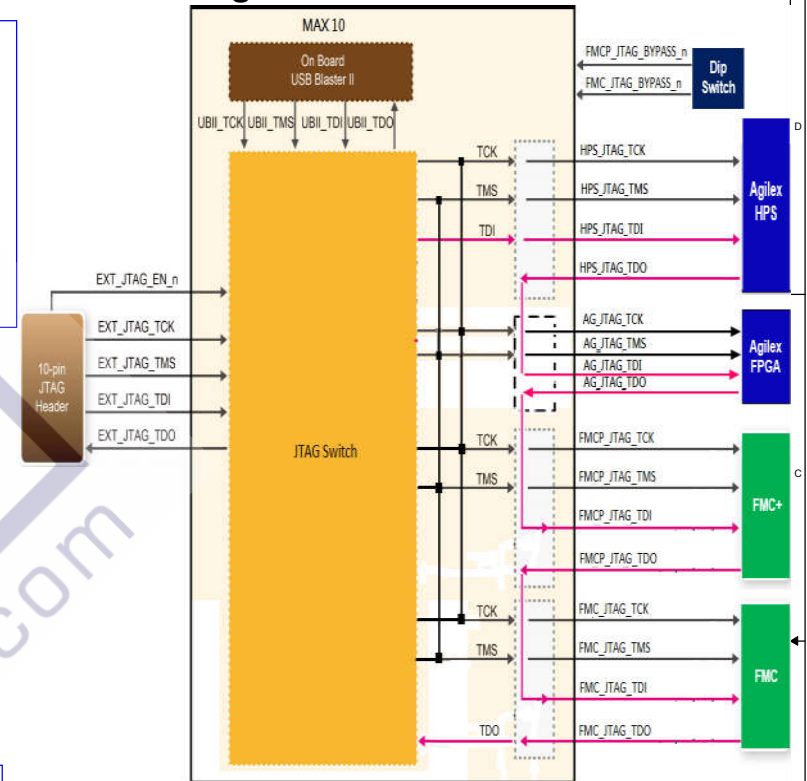 MAX 10
On Board
USB Blaster II
FMCP_JTAG_BYPASS_n
FMC_JTAG_BYPASS_n
Dip
Switch
UBII_TCK
UBII_TMS
UBII_TDI
UBII_TDO
D
TCK
HPS_JTAG_TCK
TMS
HPS_JTAG_TMS
TDI
HPS_JTAG_TDI
HPS_JTAG_TDO
Agilex
HPS
EXT_JTAG_EN_n
EXT_JTAG_TCK
EXT_JTAG_TMS
EXT_JTAG_TDI
EXT_JTAG_TDO
10-pin
JTAG
Header
AG_JTAG_TCK
AG_JTAG_TMS
AG_JTAG_TDI
AG_JTAG_TDO
Agilex
FPGA
JTAG Switch
TCK
FMCP_JTAG_TCK
TMS
FMCP_JTAG_TMS
FMCP_JTAG_TDI
FMCP_JTAG_TDO
FMC+
C
TCK
FMC_JTAG_TCK
TMS
FMC_JTAG_TMS
FMC_JTAG_TDI
TDO
FMC_JTAG_TDO
FMC
com